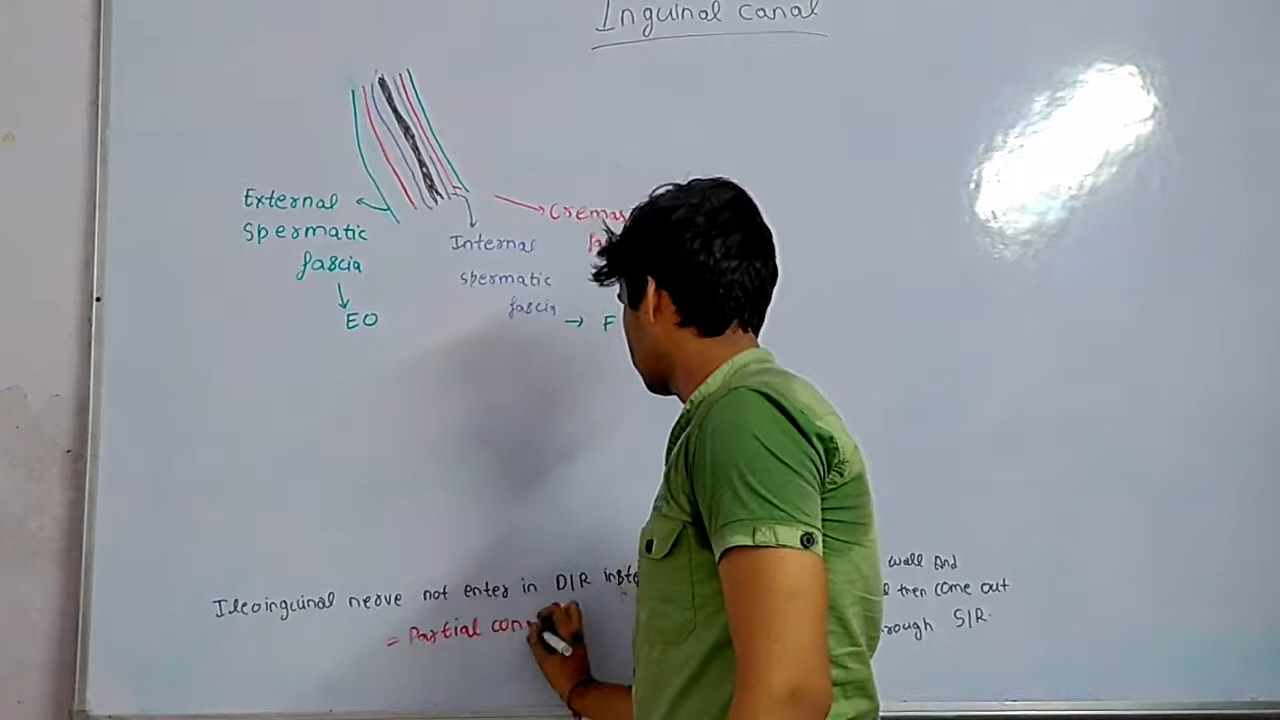 Inguinal canal
External
Spermatic
fascia
EO
Internal
spermatic
fascia
→ F
Ileoinguinal nerve not enter in DIR
wall And
then come out
SIR.
= Partial